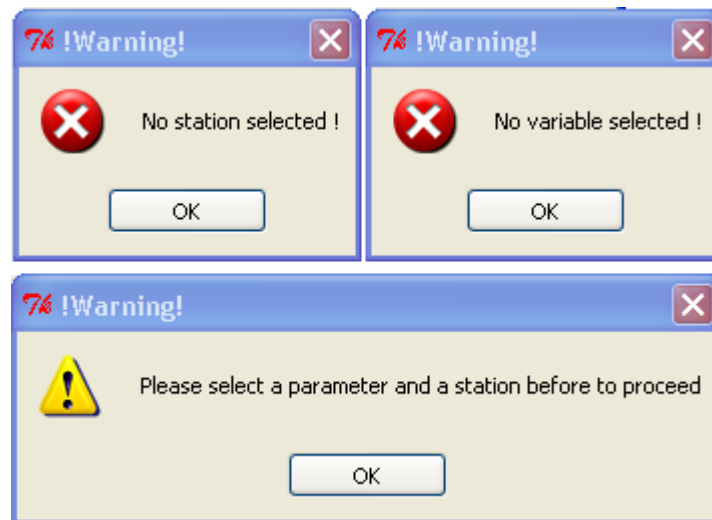 !Warning!
No station selected !
OK
!Warning!
No variable selected !
OK
!Warning!
Please select a parameter and a station before to proceed
OK